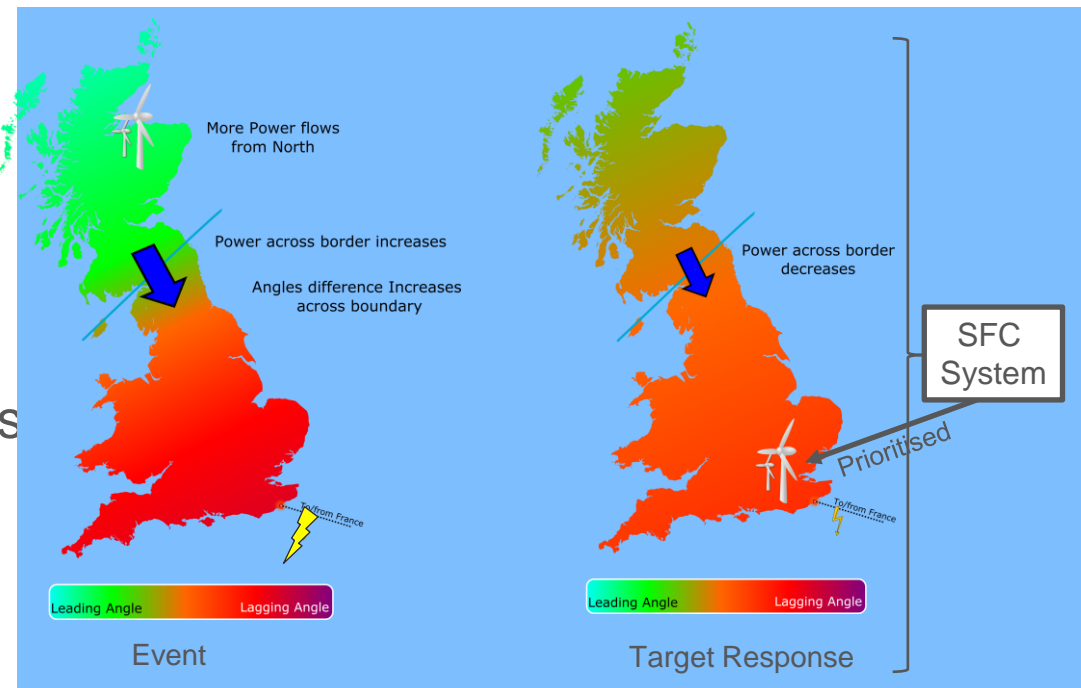 More Power flows
from North
Power across border increases
Angles difference Increases
across boundary
To/from France
Leading Angle
Lagging Angle
Event
Power across border
decreases
Prioritised
To/from France
Leading Angle
Lagging Angle
Target Response
SFC
System
s